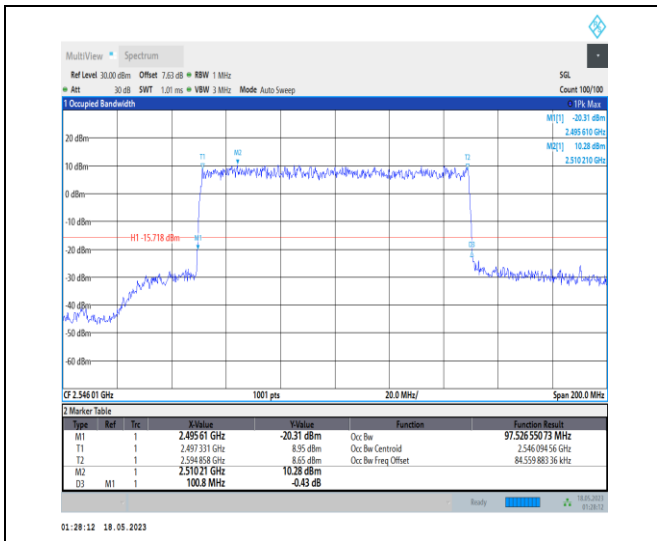 MultiView Spectrum
Ref Level 30.00 dBm Offset 7.63 dB RBW 1 MHz SGL
Att 30 dB SWT 1.01 ms VBW 3 MHz Mode Auto Sweep Count 100/100
1 Occupied Bandwidth 1Pk Max
M1[1] -20.31 dBm
2.495 610 GHz
M2[1] 10.28 dBm
2.510 210 GHz
20 dBm
T1 M2 T2
10 dBm
0 dBm
-10 dBm
H1 -15.718 dBm M1
-20 dBm
D3
-30 dBm
-40 dBm
-50 dBm
-60 dBm
CF 2.546 01 GHz 1001 pts 20.0 MHz/ Span 200.0 MHz
2 Marker Table
Type Ref Trc X-Value Y-Value Function Function Result
M1 1 2.495 61 GHz -20.31 dBm Occ Bw 97.526 550 73 MHz
T1 1 2.497 331 GHz 8.95 dBm Occ Bw Centroid 2.546 094 56 GHz
T2 1 2.594 858 GHz 8.65 dBm Occ Bw Freq Offset 84.559 883 36 kHz
M2 1 2.510 21 GHz 10.28 dBm
D3 M1 1 100.8 MHz -0.43 dB
Ready 18.05.2023
01:28:12
01:28:12 18.05.2023